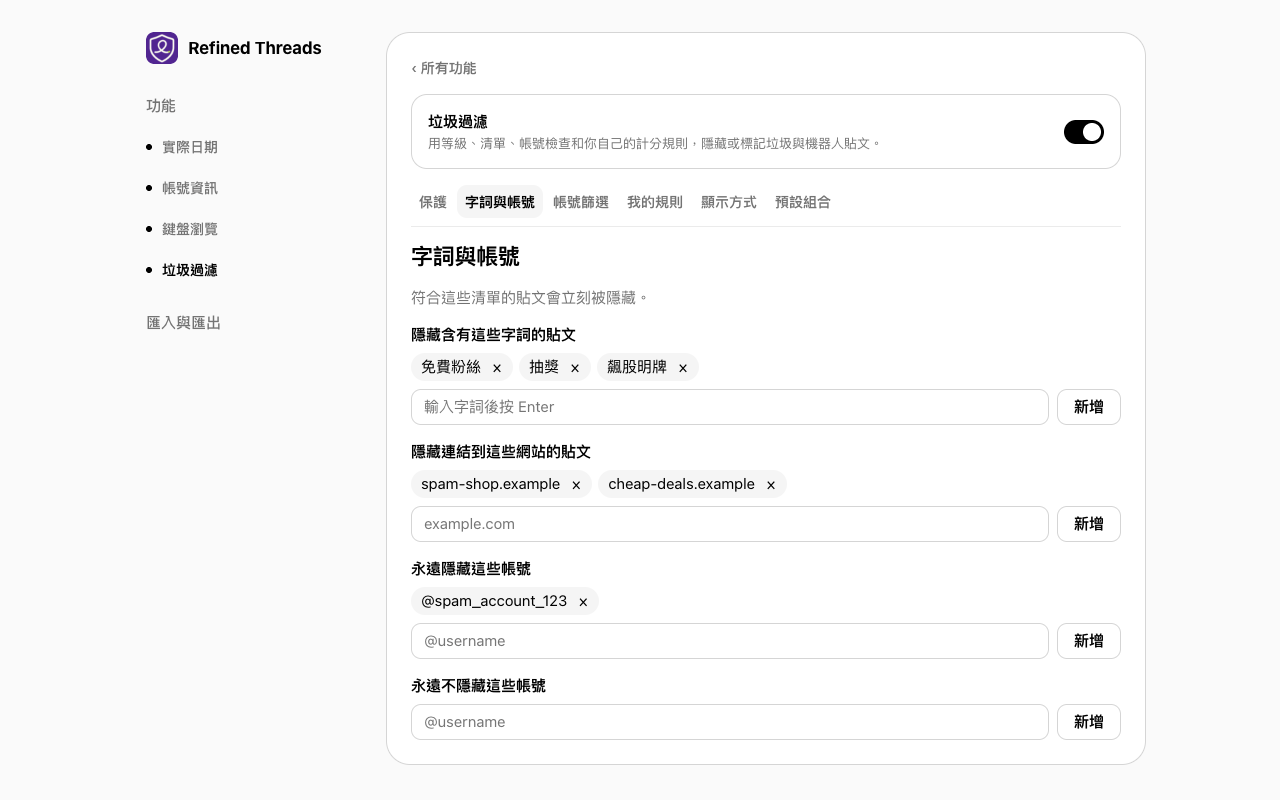 Refined Threads
功能
實際日期
帳號資訊
鍵盤瀏覽
垃圾過濾
匯入與匯出
‹ 所有功能
垃圾過濾
用等級、清單、帳號檢查和你自己的計分規則，隱藏或標記垃圾與機器人貼文。
保護 字詞與帳號 帳號篩選 我的規則 顯示方式 預設組合
字詞與帳號
符合這些清單的貼文會立刻被隱藏。
隱藏含有這些字詞的貼文
免費粉絲 × 抽獎 × 飆股明牌 ×
輸入字詞後按 Enter 新增
隱藏連結到這些網站的貼文
spam-shop.example × cheap-deals.example ×
example.com 新增
永遠隱藏這些帳號
@spam_account_123 ×
@username 新增
永遠不隱藏這些帳號
@username 新增